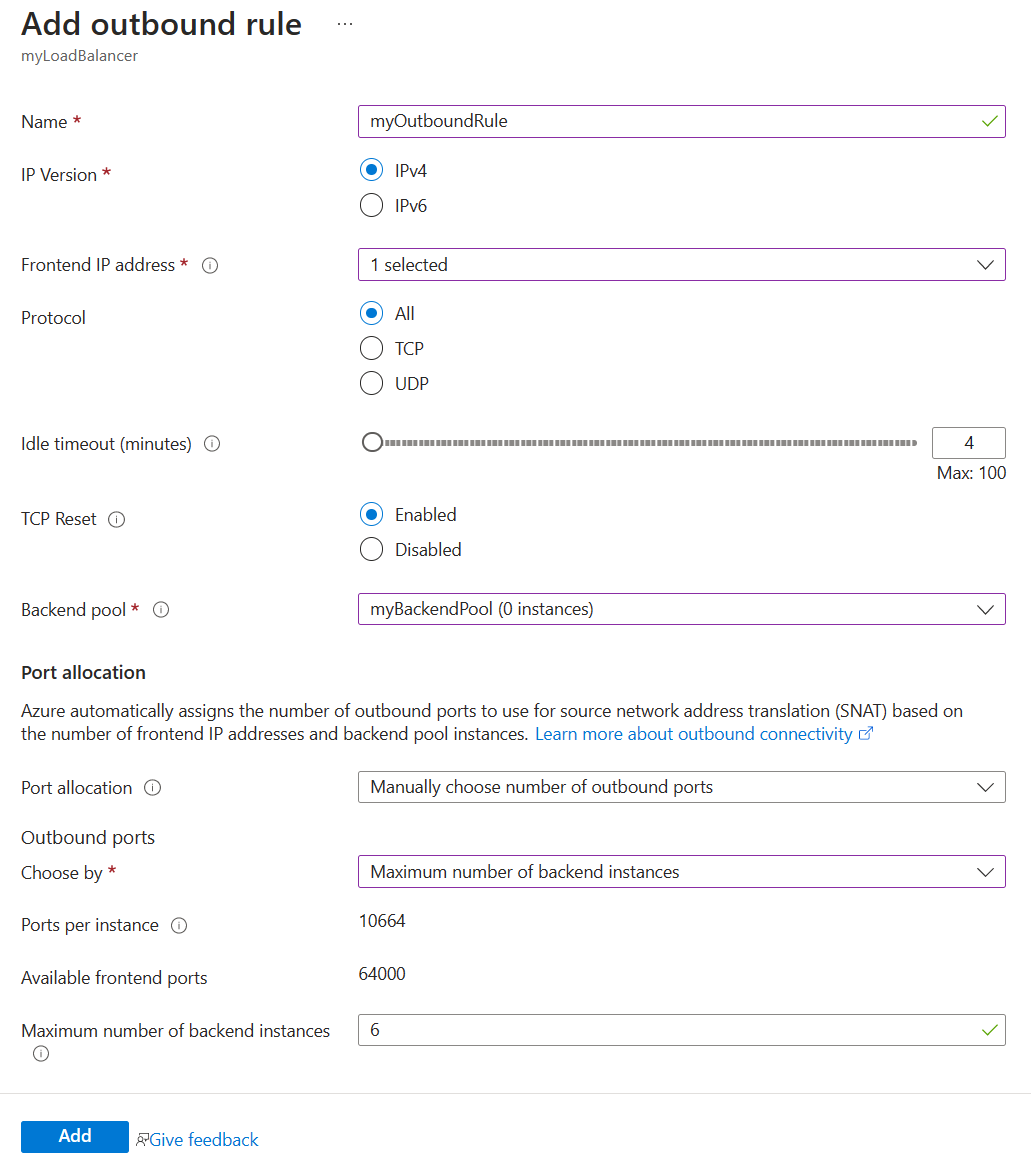 Add outbound rule ...
myLoadBalancer
Name * myOutboundRule
IP Version * IPv4
IPv6
Frontend IP address * 1 selected
Protocol All
TCP
UDP
Idle timeout (minutes) 4
Max: 100
TCP Reset Enabled
Disabled
Backend pool * myBackendPool (0 instances)
Port allocation
Azure automatically assigns the number of outbound ports to use for source network address translation (SNAT) based on
the number of frontend IP addresses and backend pool instances. Learn more about outbound connectivity
Port allocation Manually choose number of outbound ports
Outbound ports
Choose by * Maximum number of backend instances
Ports per instance 10664
Available frontend ports 64000
Maximum number of backend instances 6
Add Give feedback